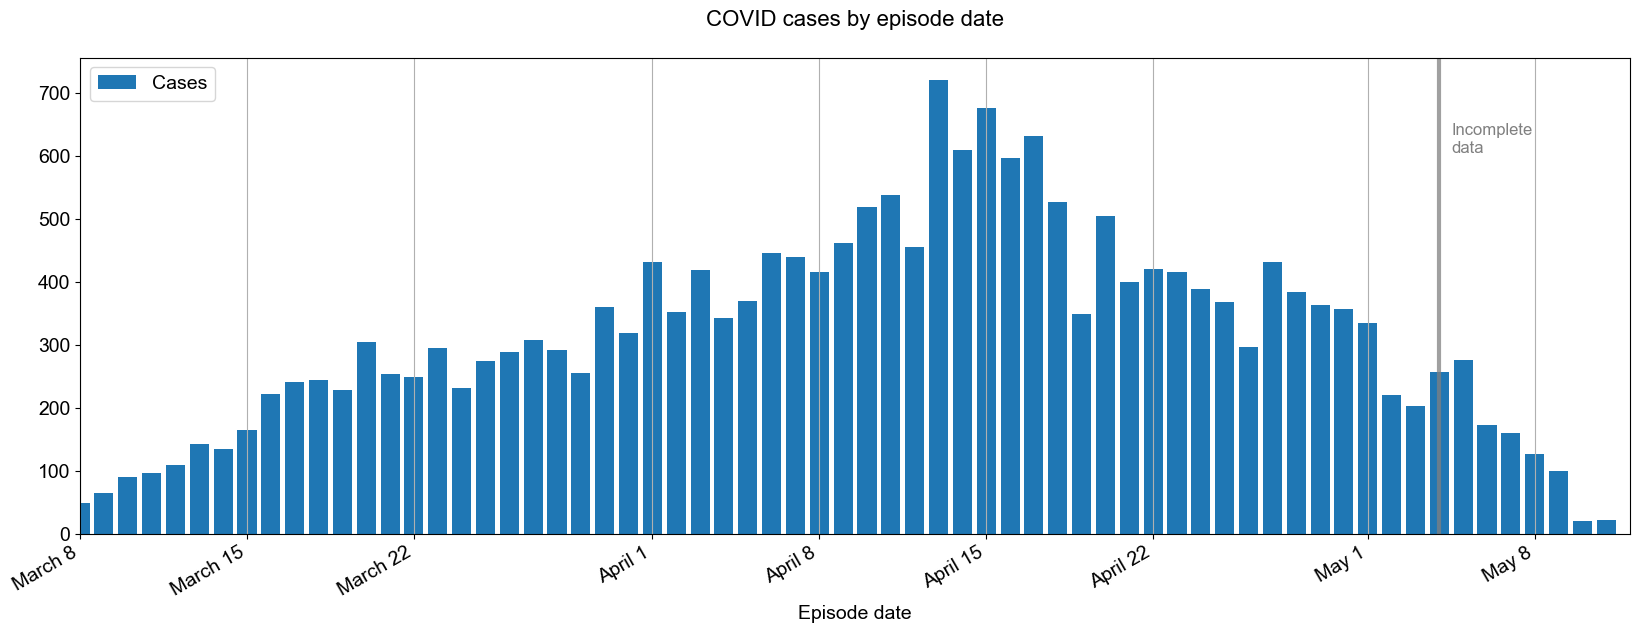 COVID cases by episode date
Cases
700
600
500
400
300
200
100
0
Incomplete
data
March 8
March 15
March 22
April 1
April 8
April 15
April 22
May 1
May 8
Episode date